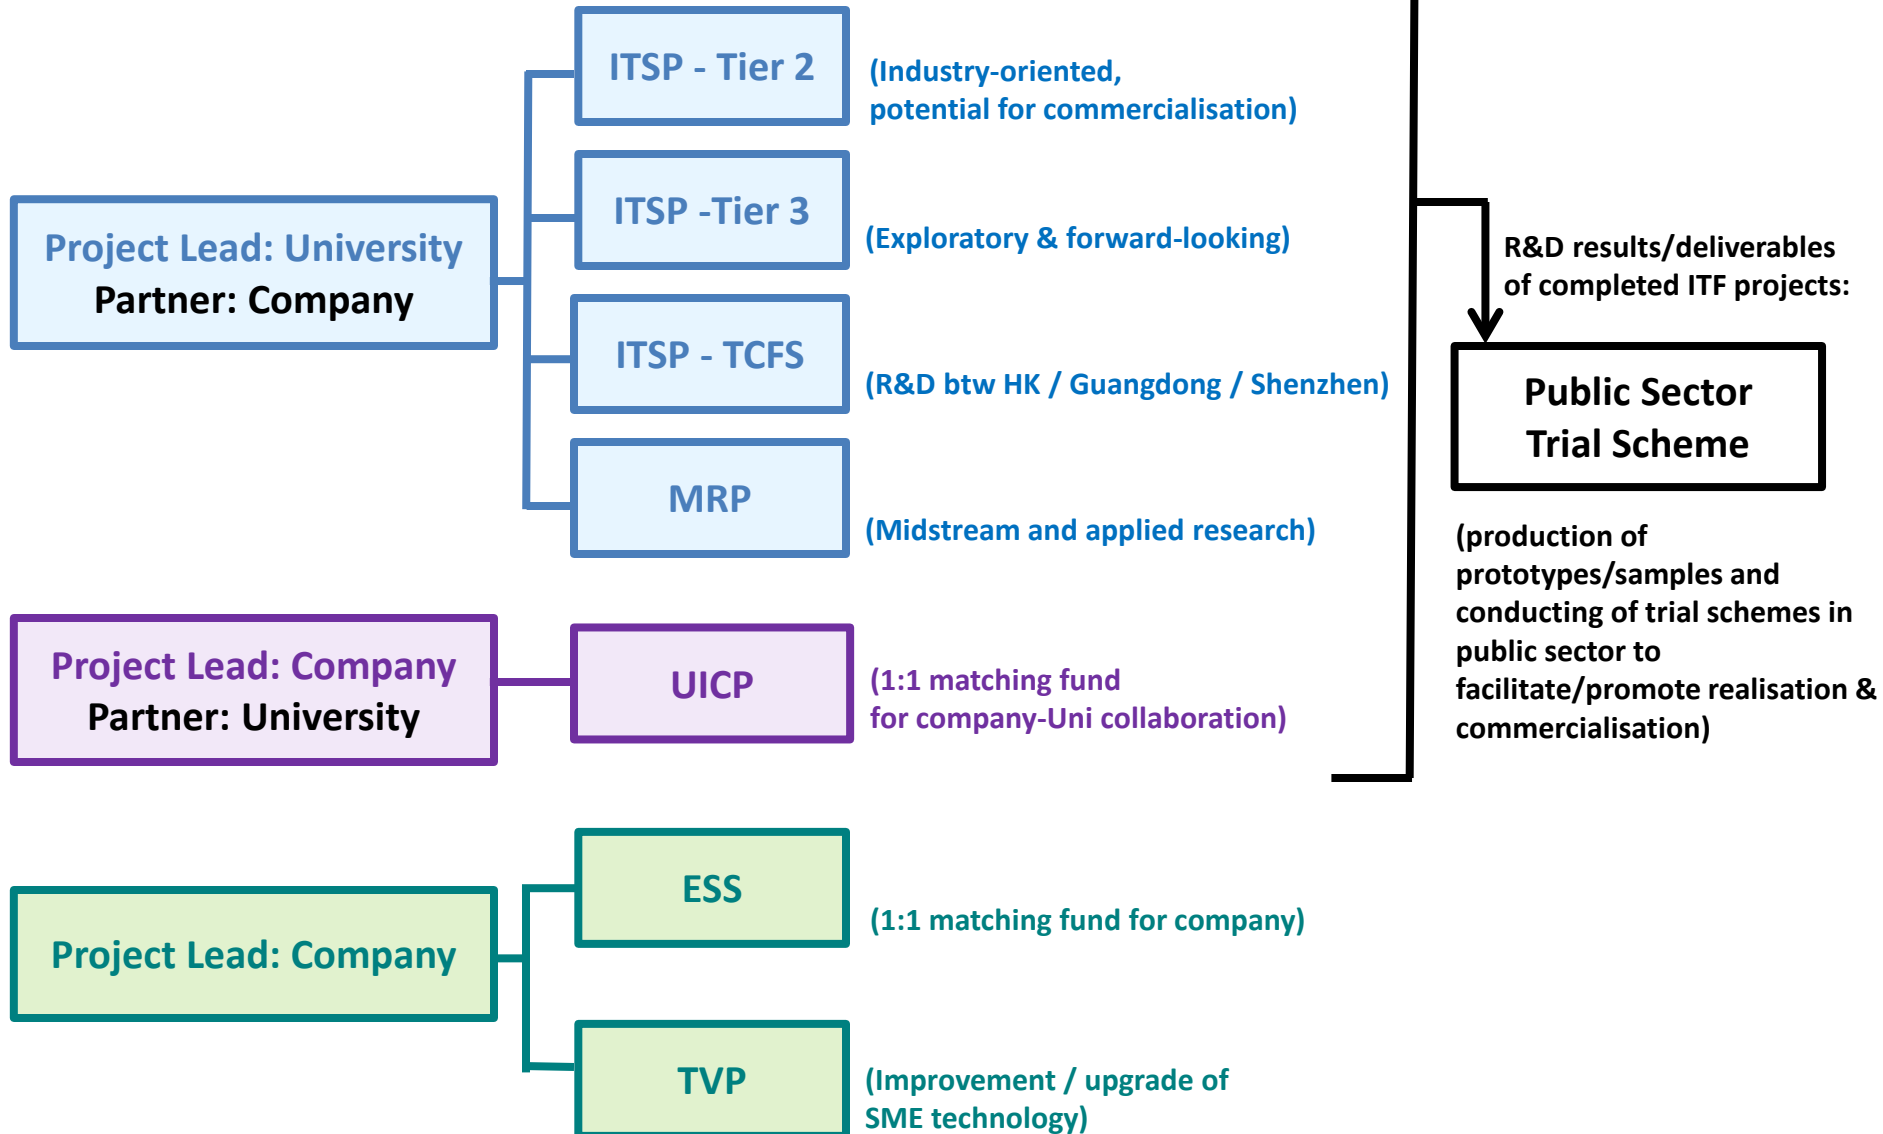 ITSP - Tier 2
(Industry-oriented,
potential for commercialisation)
ITSP -Tier 3
(Exploratory & forward-looking)
Project Lead: University
Partner: Company
ITSP - TCFS
(R&D btw HK / Guangdong / Shenzhen)
MRP
(Midstream and applied research)
R&D results/deliverables
of completed ITF projects:
Public Sector
Trial Scheme
(production of
prototypes/samples and
conducting of trial schemes in
public sector to
facilitate/promote realisation &
commercialisation)
Project Lead: Company
Partner: University
UICP
(1:1 matching fund
for company-Uni collaboration)
Project Lead: Company
ESS
(1:1 matching fund for company)
TVP
(Improvement / upgrade of
SME technology)